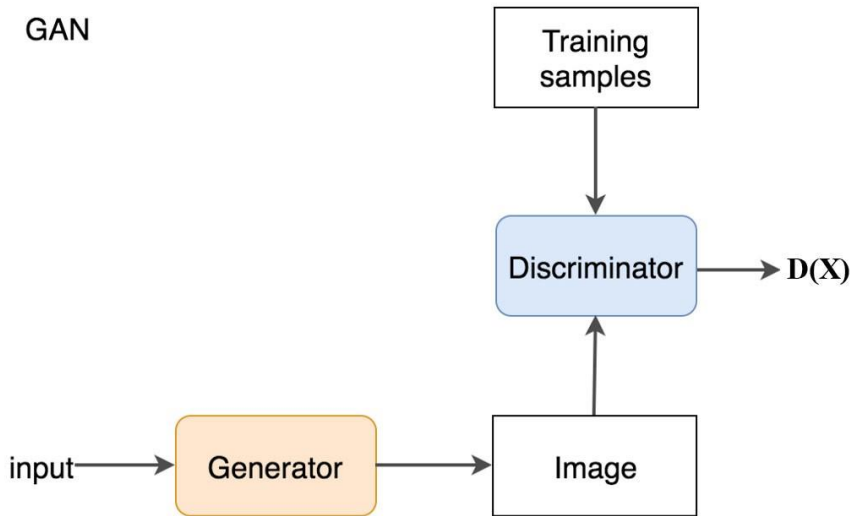 GAN
Training
samples
Discriminator
D(X)
input
Generator
Image